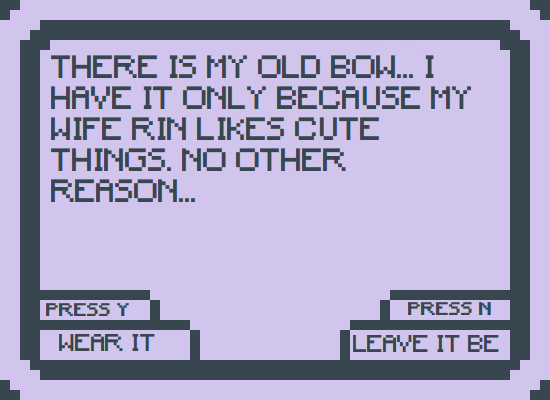 THERE IS MY OLD BOW... I
HAVE IT ONLY BECAUSE MY
WIFE RIN LIKES CUTE
THINGS. NO OTHER
REASON...
PRESS Y
PRESS N
WEAR IT
LEAVE IT BE